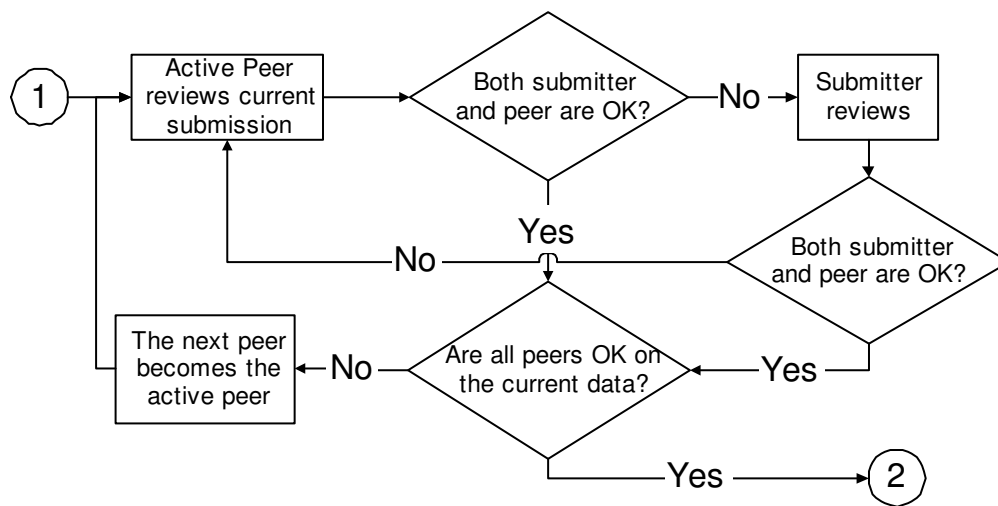 1
Active Peer
reviews current
submission
Both submitter
and peer are OK?
No
Submitter
reviews
Yes
No
Both submitter
and peer are OK?
The next peer
becomes the
active peer
No
Are all peers OK on
the current data?
Yes
Yes
2